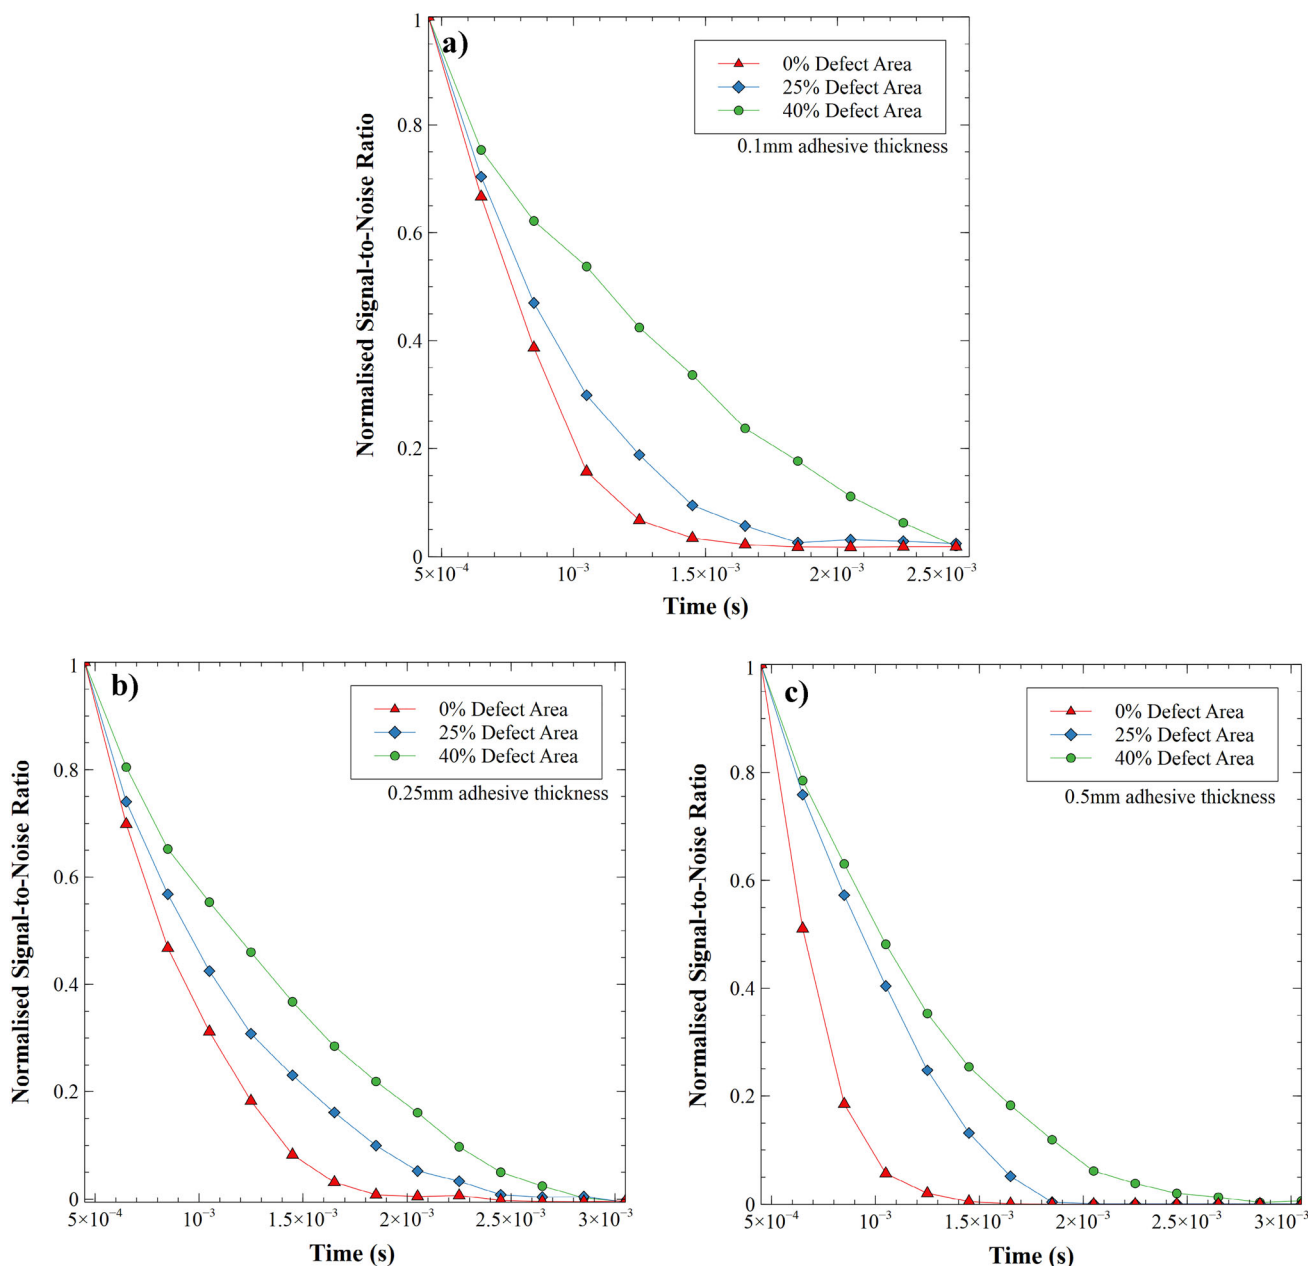 a)
0% Defect Area
25% Defect Area
40% Defect Area
0.1mm adhesive thickness
Normalised Signal-to-Noise Ratio
1
0.8
0.6
0.4
0.2
0
5×10⁻⁴
10⁻³
1.5×10⁻³
2×10⁻³
2.5×10⁻³
Time (s)
b)
0% Defect Area
25% Defect Area
40% Defect Area
0.25mm adhesive thickness
Normalised Signal-to-Noise Ratio
1
0.8
0.6
0.4
0.2
0
5×10⁻⁴
10⁻³
1.5×10⁻³
2×10⁻³
2.5×10⁻³
3×10⁻³
Time (s)
c)
0% Defect Area
25% Defect Area
40% Defect Area
0.5mm adhesive thickness
Normalised Signal-to-Noise Ratio
1
0.8
0.6
0.4
0.2
0
5×10⁻⁴
10⁻³
1.5×10⁻³
2×10⁻³
2.5×10⁻³
3×10⁻³
Time (s)